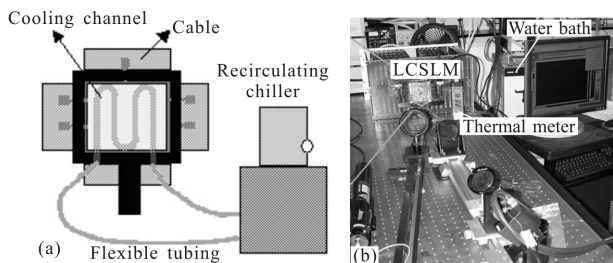 Cooling channel
Cable
Recirculating
chiller
(a)
Flexible tubing
Water bath
LCSLM
Thermal meter
(b)